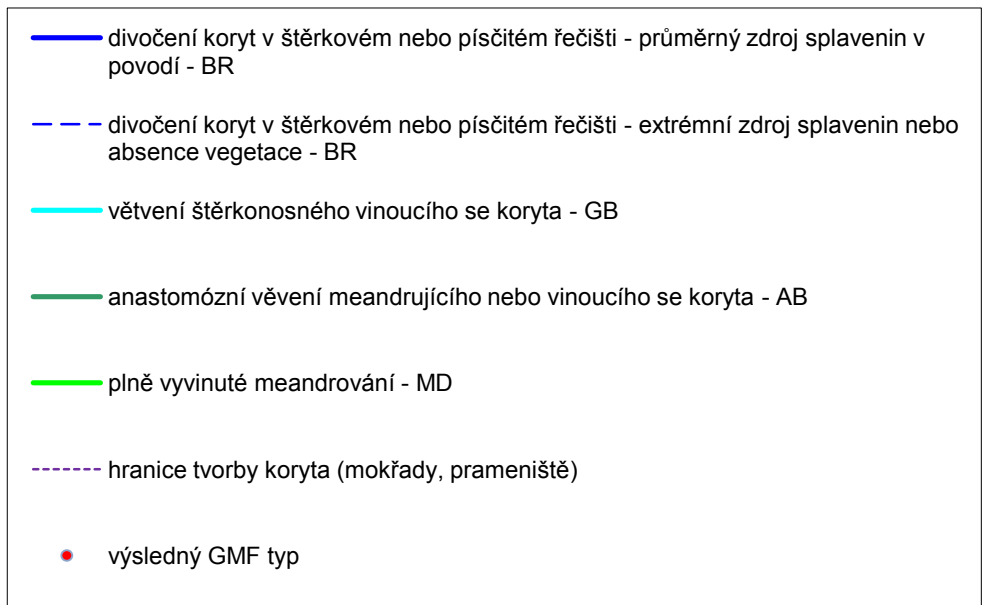 divočení koryt v štěrkovém nebo písčitém řečišti - průměrný zdroj splavenin v
povodí - BR
divočení koryt v štěrkovém nebo písčitém řečišti - extrémní zdroj splavenin nebo
absence vegetace - BR
větvení štěrkonosného vinoucího se koryta - GB
anastomózní věvení meandrujícího nebo vinoucího se koryta - AB
plně vyvinuté meandrování - MD
hranice tvorby koryta (mokřady, prameniště)
výsledný GMF typ